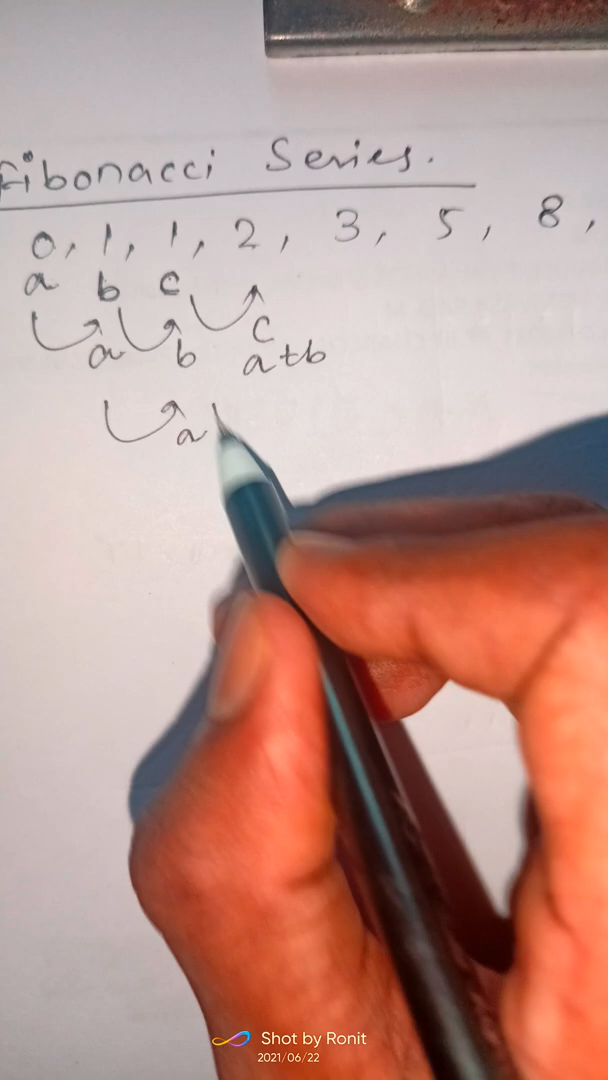 Fibonacci Series.
0, 1, 1, 2, 3, 5, 8,
a b c
a b c
a+b
a
Shot by Ronit
2021/06/22